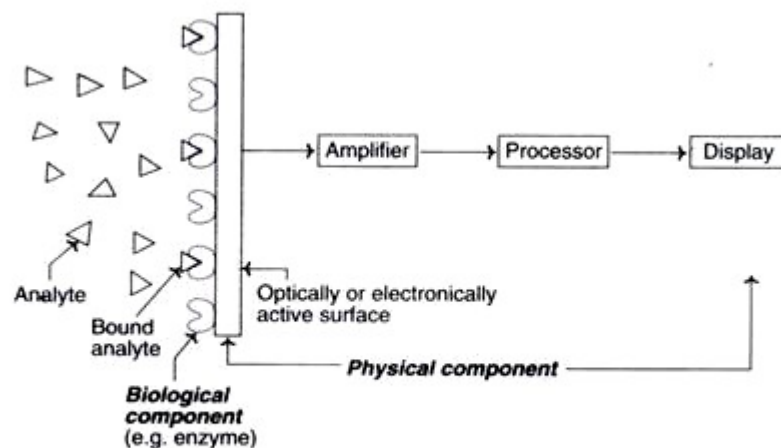 Amplifier
Processor
Display
Analyte
Bound
analyte
Optically or electronically
active surface
Physical component
Biological
component
(e.g. enzyme)